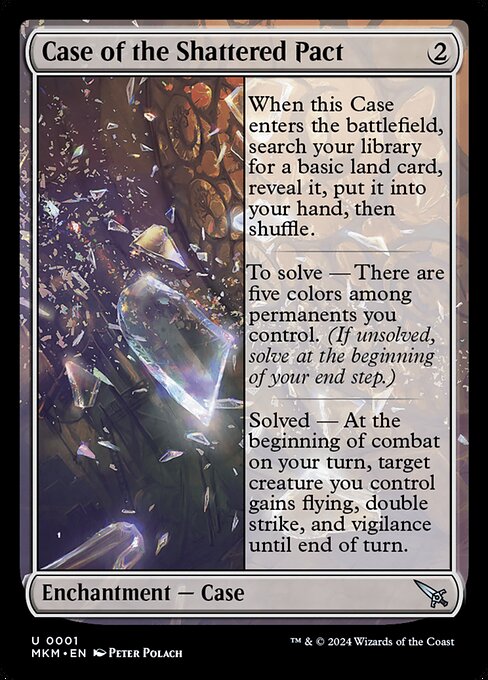 Case of the Shattered Pact 2
When this Case
enters the battlefield,
search your library
for a basic land card,
reveal it, put it into
your hand, then
shuffle.
To solve — There are
five colors among
permanents you
control. (If unsolved,
solve at the beginning
of your end step.)
Solved — At the
beginning of combat
on your turn, target
creature you control
gains flying, double
strike, and vigilance
until end of turn.
Enchantment — Case
U 0001
MKM • EN Peter Polach
™ & © 2024 Wizards of the Coast